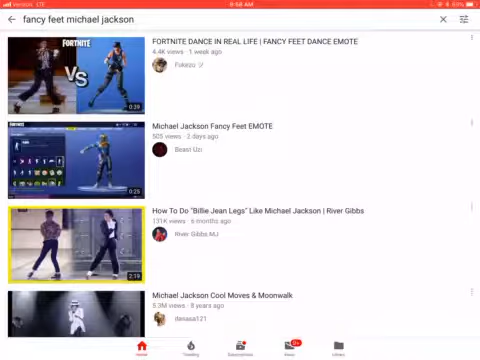 Verizon LTE
9:58 AM
fancy feet michael jackson
FORTNITE
VS
0:39
FORTNITE DANCE IN REAL LIFE | FANCY FEET DANCE EMOTE
4.4K views · 1 week ago
0:25
Michael Jackson Fancy Feet EMOTE
505 views · 2 days ago
Beast Uzi
2:19
How To Do "Billie Jean Legs" Like Michael Jackson | River Gibbs
131K views · 6 months ago
River Gibbs MJ
Michael Jackson Cool Moves & Moonwalk
5.3M views · 8 years ago
Home
Trending
Subscriptions
9+
Library